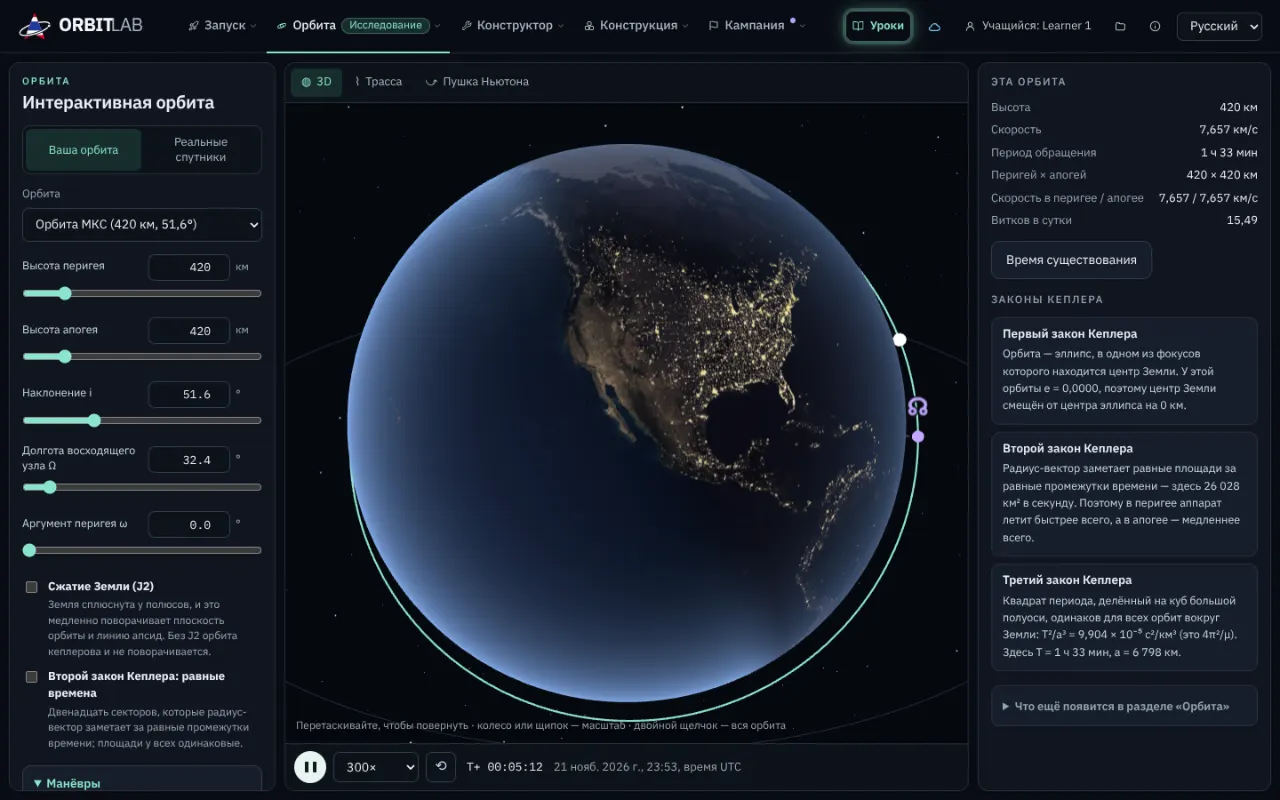 ORBITLAB
Запуск
Орбита
Исследование
Конструктор
Конструкция
Кампания
Уроки
Учащийся: Learner 1
Русский
ОРБИТА
Интерактивная орбита
Ваша орбита
Реальные
спутники
Орбита
Орбита МКС (420 км, 51,6°)
Высота перигея
420
км
Высота апогея
420
км
Наклонение i
51.6
°
Долгота восходящего
узла Ω
32.4
°
Аргумент перигея ω
0.0
°
Сжатие Земли (J2)
Земля сплюснута у полюсов, и это
медленно поворачивает плоскость
орбиты и линию апсид. Без J2 орбита
кеплерова и не поворачивается.
Второй закон Кеплера: равные
времена
Двенадцать секторов, которые радиус-
вектор заметает за равные промежутки
времени; площади у всех одинаковые.
▼ Манёвры
3D
Трасса
Пушка Ньютона
☊
Перетаскивайте, чтобы повернуть · колесо или щипок — масштаб · двойной щелчок — вся орбита
300×
T+ 00:05:12
21 нояб. 2026 г., 23:53, время UTC
ЭТА ОРБИТА
Высота 420 км
Скорость 7,657 км/с
Период обращения 1 ч 33 мин
Перигей × апогей 420 × 420 км
Скорость в перигее / апогее 7,657 / 7,657 км/с
Витков в сутки 15,49
Время существования
ЗАКОНЫ КЕПЛЕРА
Первый закон Кеплера
Орбита — эллипс, в одном из фокусов
которого находится центр Земли. У этой
орбиты e = 0,0000, поэтому центр Земли
смещён от центра эллипса на 0 км.
Второй закон Кеплера
Радиус-вектор заметает равные площади за
равные промежутки времени — здесь 26 028
км² в секунду. Поэтому в перигее аппарат
летит быстрее всего, а в апогее — медленнее
всего.
Третий закон Кеплера
Квадрат периода, делённый на куб большой
полуоси, одинаков для всех орбит вокруг
Земли: T²/a³ = 9,904 × 10⁻⁵ с²/км³ (это 4π²/μ).
Здесь T = 1 ч 33 мин, a = 6 798 км.
▶ Что ещё появится в разделе «Орбита»